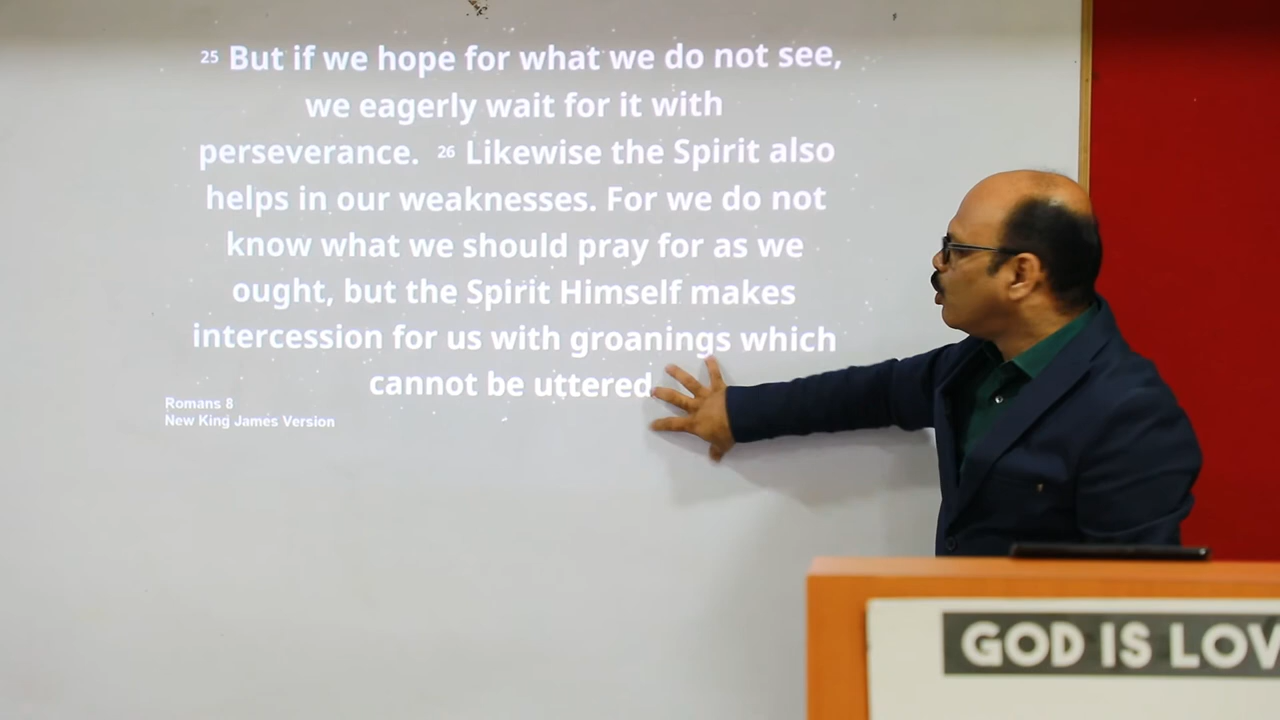 25 But if we hope for what we do not see,
we eagerly wait for it with
perseverance. 26 Likewise the Spirit also
helps in our weaknesses. For we do not
know what we should pray for as we
ought, but the Spirit Himself makes
intercession for us with groanings which
cannot be uttered
Romans 8
New King James Version
GOD IS LOV